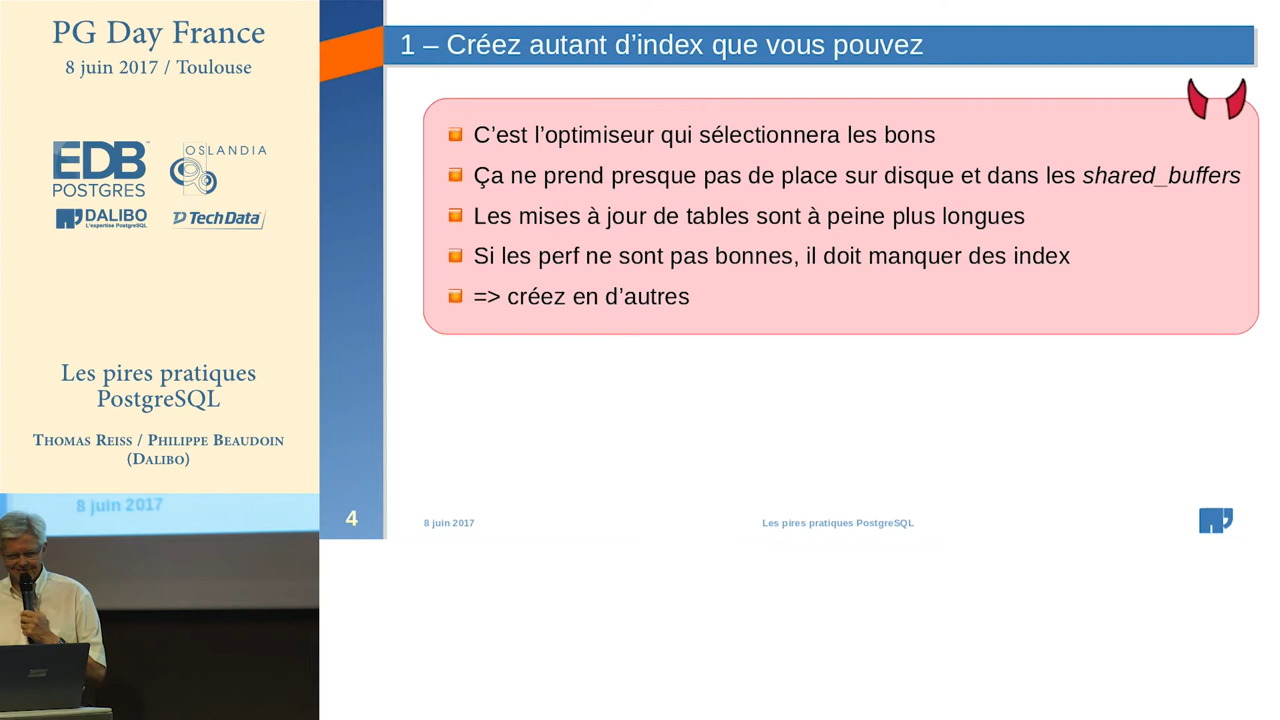 PG Day France
8 juin 2017 / Toulouse
EDB
POSTGRES
OSLANDIA
DALIBO
L'expertise PostgreSQL
TechData
Les pires pratiques
PostgreSQL
Thomas Reiss / Philippe Beaudoin
(Dalibo)
8 juin 2017
1 – Créez autant d’index que vous pouvez
C’est l’optimiseur qui sélectionnera les bons
Ça ne prend presque pas de place sur disque et dans les shared_buffers
Les mises à jour de tables sont à peine plus longues
Si les perf ne sont pas bonnes, il doit manquer des index
=> créez en d’autres
4
8 juin 2017
Les pires pratiques PostgreSQL